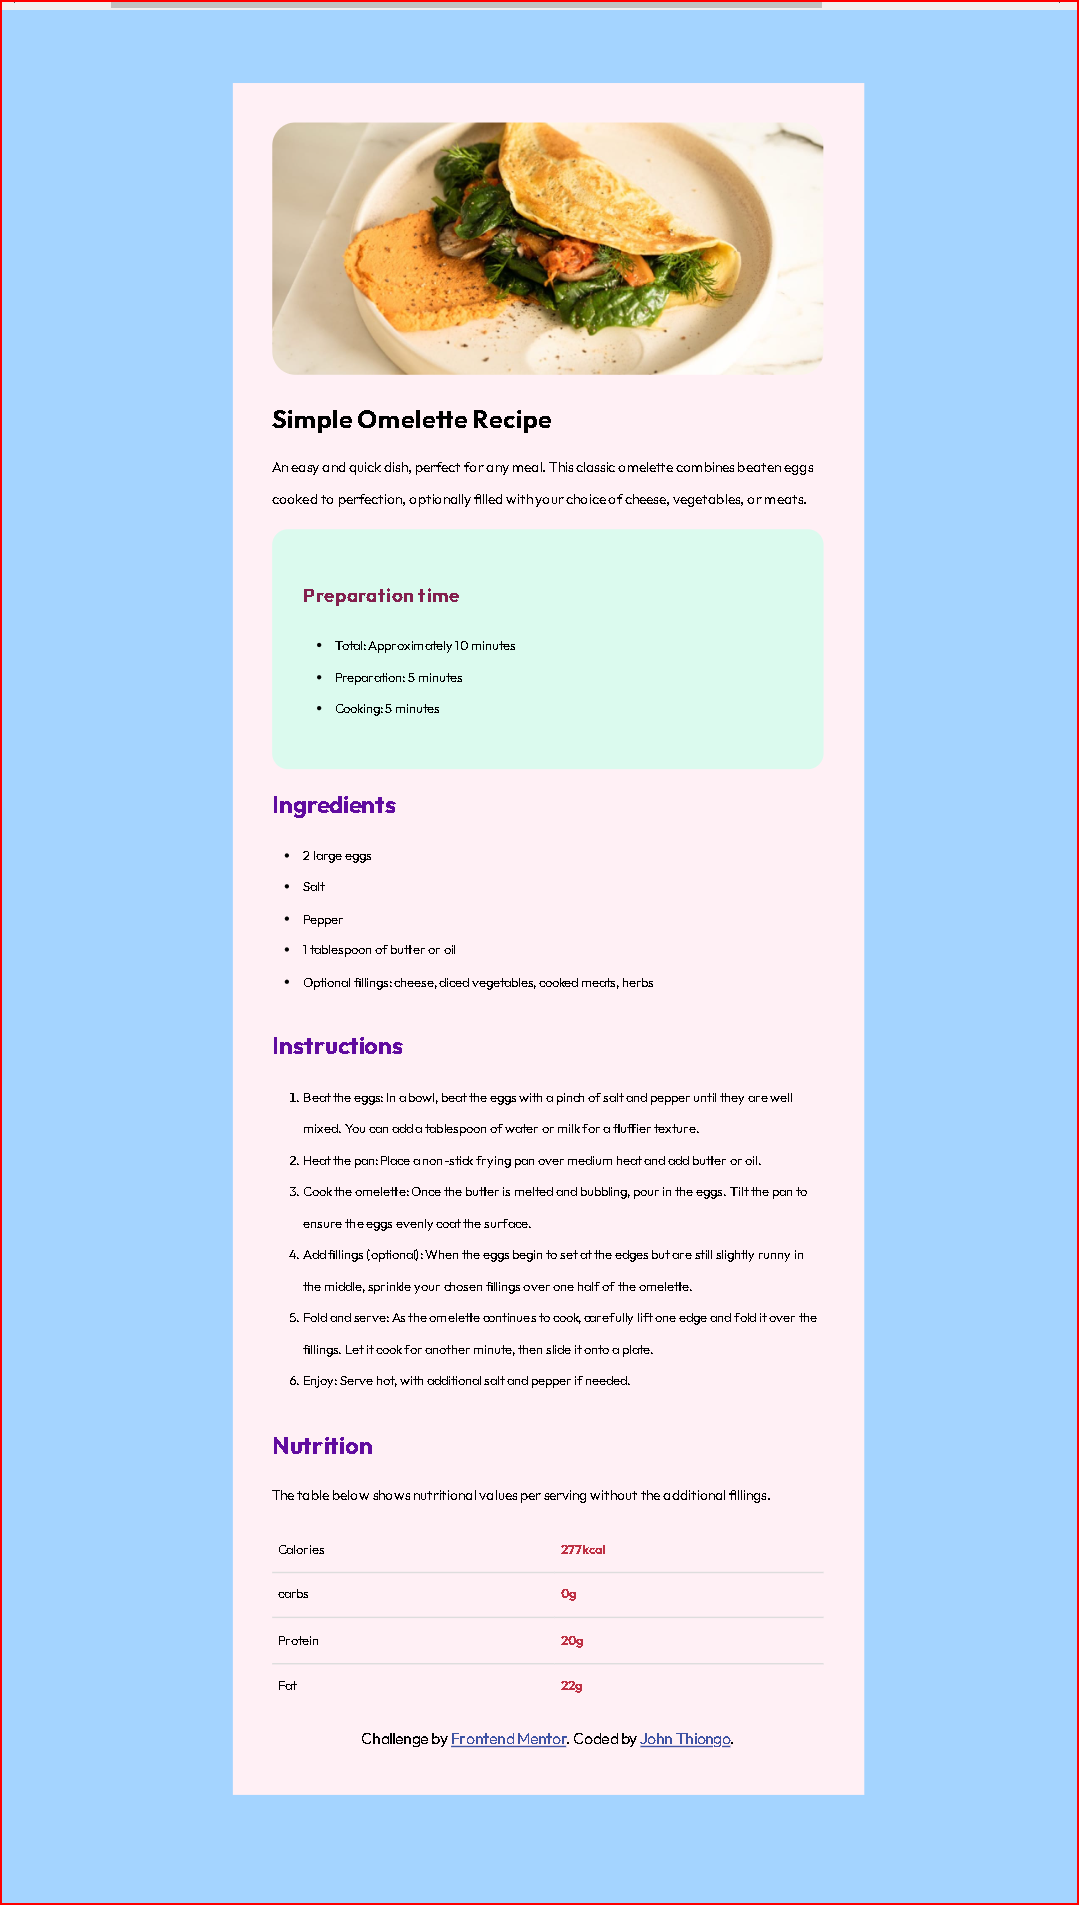 Simple Omelette Recipe
An easy and quick dish, perfect for any meal. This classic omelette combines beaten eggs
cooked to perfection, optionally filled with your choice of cheese, vegetables, or meats.
Preparation time
• Total: Approximately 10 minutes
• Preparation: 5 minutes
• Cooking: 5 minutes
Ingredients
• 2 large eggs
• Salt
• Pepper
• 1 tablespoon of butter or oil
• Optional fillings: cheese, diced vegetables, cooked meats, herbs
Instructions
1. Beat the eggs: In a bowl, beat the eggs with a pinch of salt and pepper until they are well
mixed. You can add a tablespoon of water or milk for a fluffier texture.
2. Heat the pan: Place a non-stick frying pan over medium heat and add butter or oil.
3. Cook the omelette: Once the butter is melted and bubbling, pour in the eggs. Tilt the pan to
ensure the eggs evenly coat the surface.
4. Add fillings (optional): When the eggs begin to set at the edges but are still slightly runny in
the middle, sprinkle your chosen fillings over one half of the omelette.
5. Fold and serve: As the omelette continues to cook, carefully lift one edge and fold it over the
fillings. Let it cook for another minute, then slide it onto a plate.
6. Enjoy: Serve hot, with additional salt and pepper if needed.
Nutrition
The table below shows nutritional values per serving without the additional fillings.
Calories 277kcal
carbs 0g
Protein 20g
Fat 22g
Challenge by Frontend Mentor. Coded by John Thiongo.